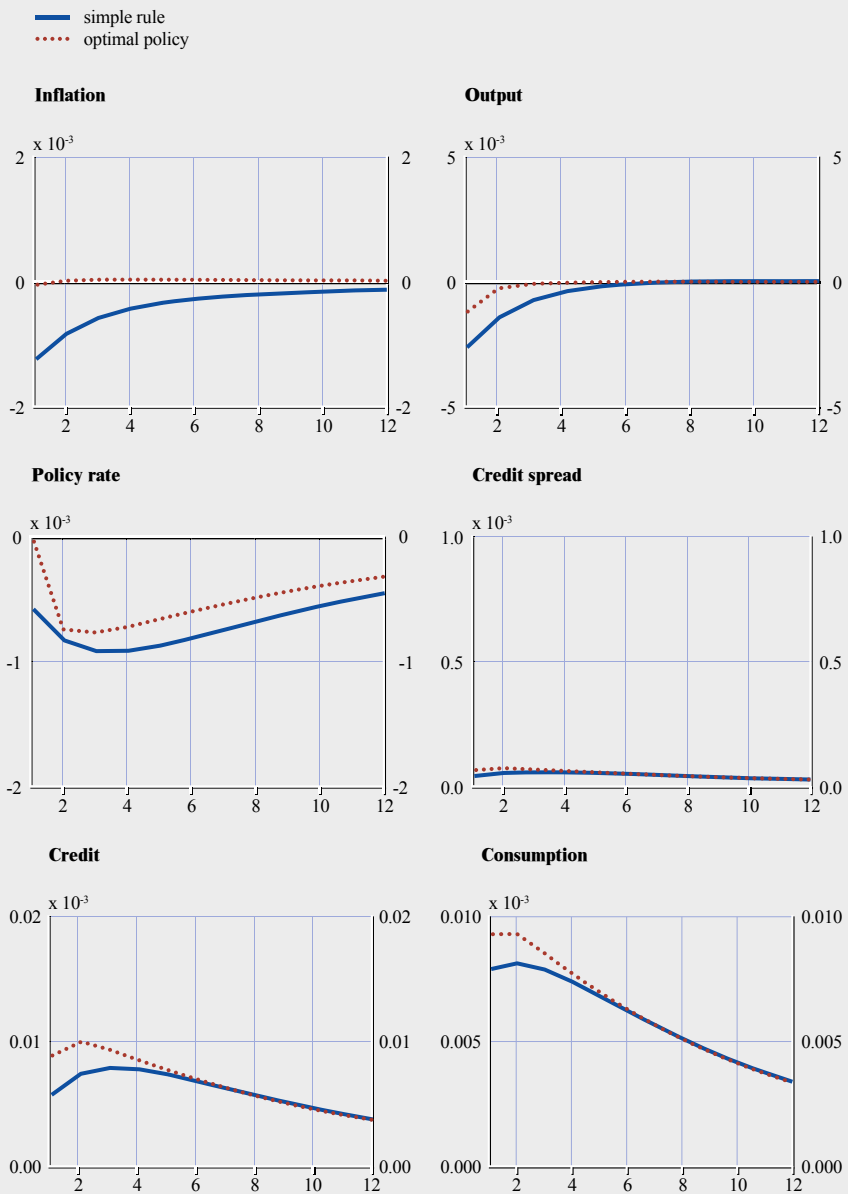 simple rule
optimal policy
Inflation
x 10-3
2 2
0 0
-2 -2
2 4 6 8 10 12
Output
x 10-3
5 5
0 0
-5 -5
2 4 6 8 10 12
Policy rate
x 10-3
0 0
-1 -1
-2 -2
2 4 6 8 10 12
Credit spread
x 10-3
1.0 1.0
0.5 0.5
0.0 0.0
2 4 6 8 10 12
Credit
x 10-3
0.02 0.02
0.01 0.01
0.00 0.00
2 4 6 8 10 12
Consumption
x 10-3
0.010 0.010
0.005 0.005
0.000 0.000
2 4 6 8 10 12